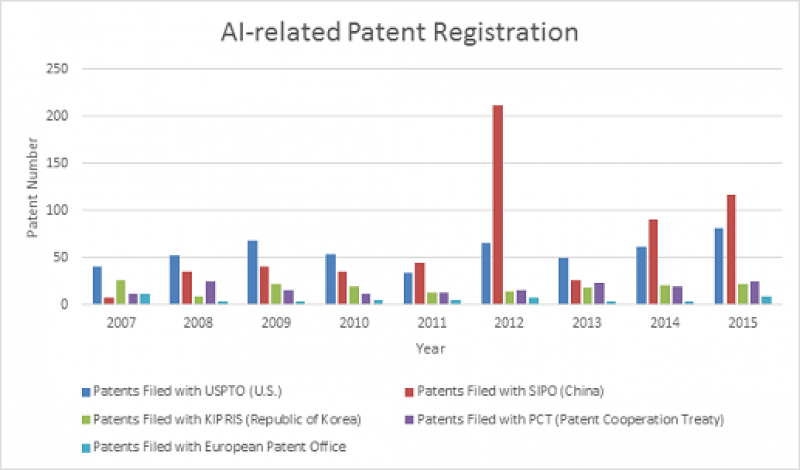 AI-related Patent Registration
250
200
150
100
50
0
Patent Number
2007 2008 2009 2010 2011 2012 2013 2014 2015
Year
Patents Filed with USPTO (U.S.)
Patents Filed with SIPO (China)
Patents Filed with KIPRIS (Republic of Korea)
Patents Filed with PCT (Patent Cooperation Treaty)
Patents Filed with European Patent Office